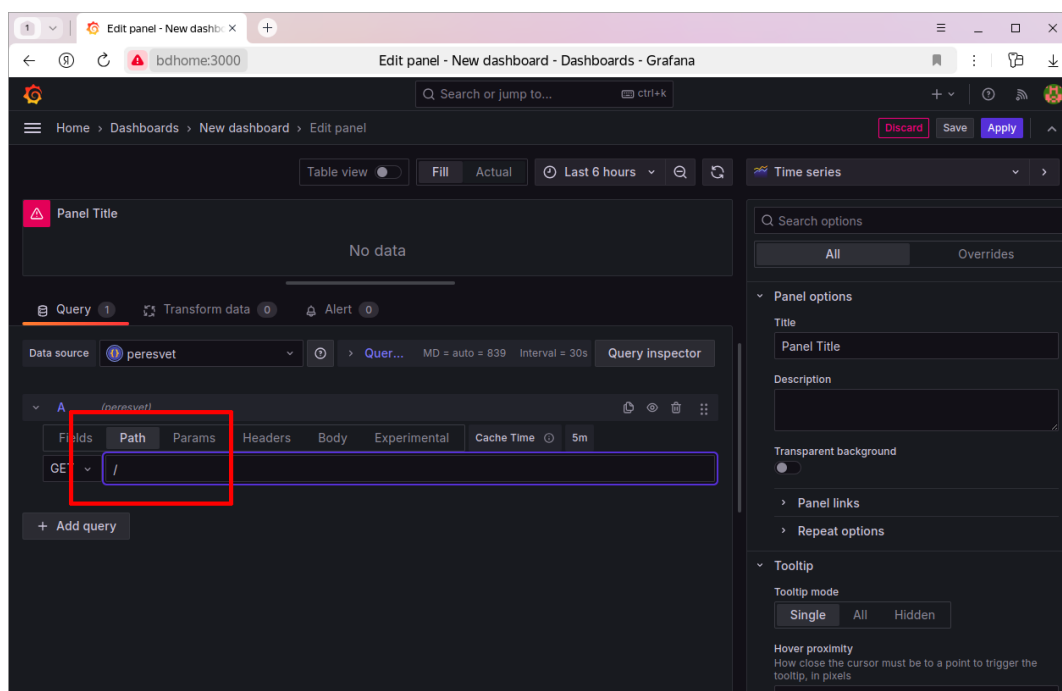 1
Edit panel - New dashbo
Я
bdhome:3000
Edit panel - New dashboard - Dashboards - Grafana
Search or jump to...
ctrl+k
Home › Dashboards › New dashboard › Edit panel
Discard
Save
Apply
Table view
Fill
Actual
Last 6 hours
Time series
Panel Title
No data
Search options
All
Overrides
Query 1
Transform data 0
Alert 0
Panel options
Title
Panel Title
Data source
peresvet
Quer...
MD = auto = 839
Interval = 30s
Query inspector
Description
A
(peresvet)
Fields
Path
Params
Headers
Body
Experimental
Cache Time
5m
GET
/
Transparent background
Panel links
+ Add query
Repeat options
Tooltip
Tooltip mode
Single
All
Hidden
Hover proximity
How close the cursor must be to a point to trigger the
tooltip, in pixels